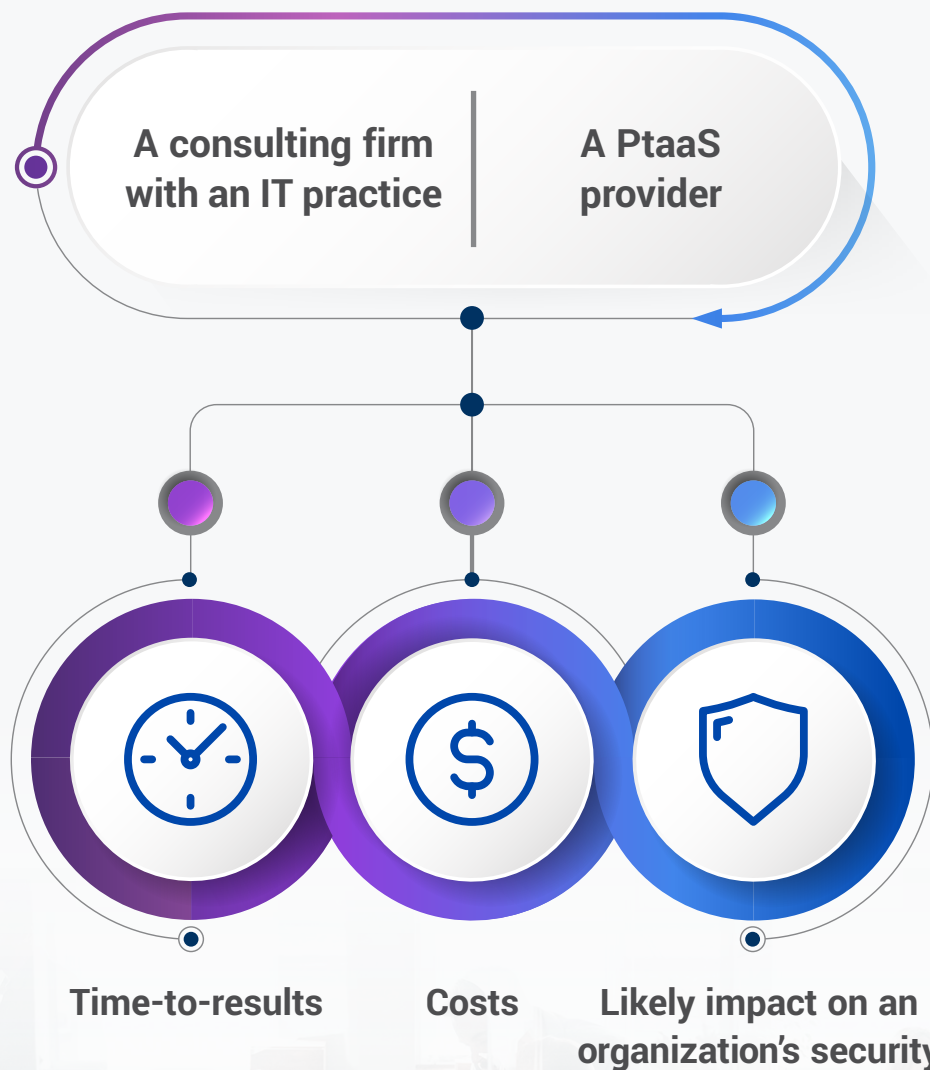 A consulting firm
with an IT practice
A PtaaS
provider
Time-to-results
Costs
Likely impact on an
organization's security